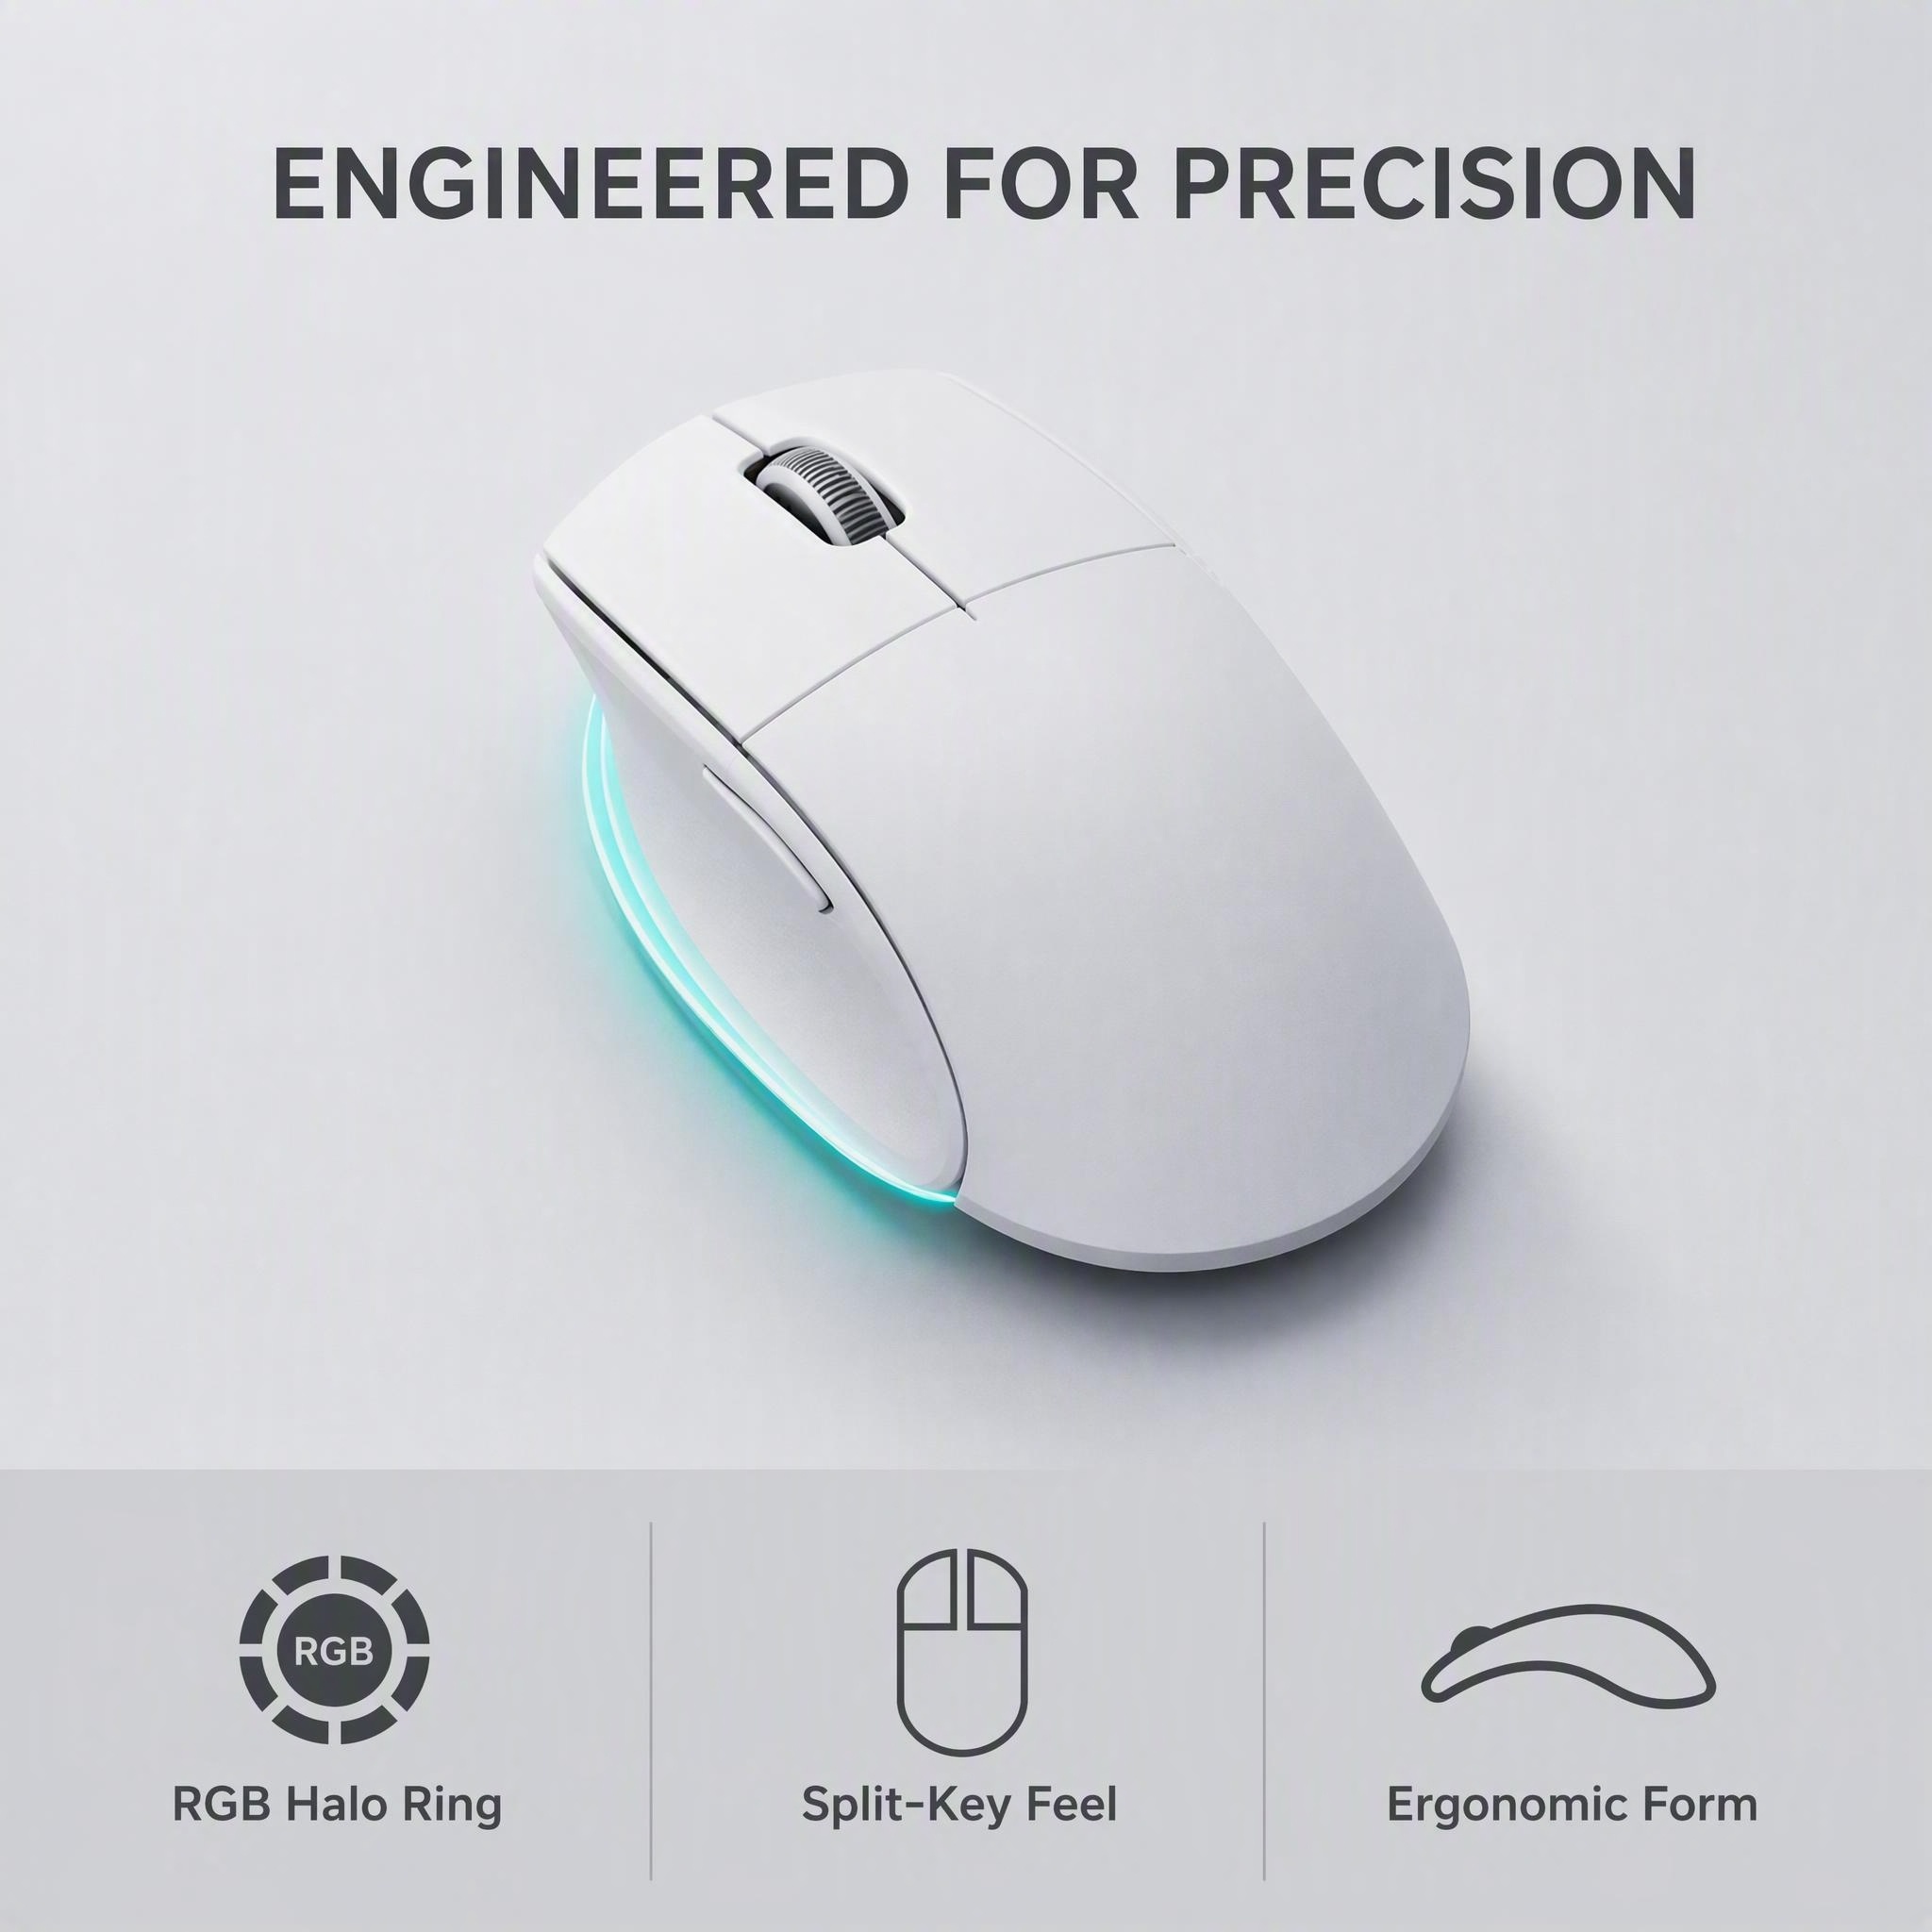 ENGINEERED FOR PRECISION
RGB
RGB Halo Ring
Split-Key Feel
Ergonomic Form